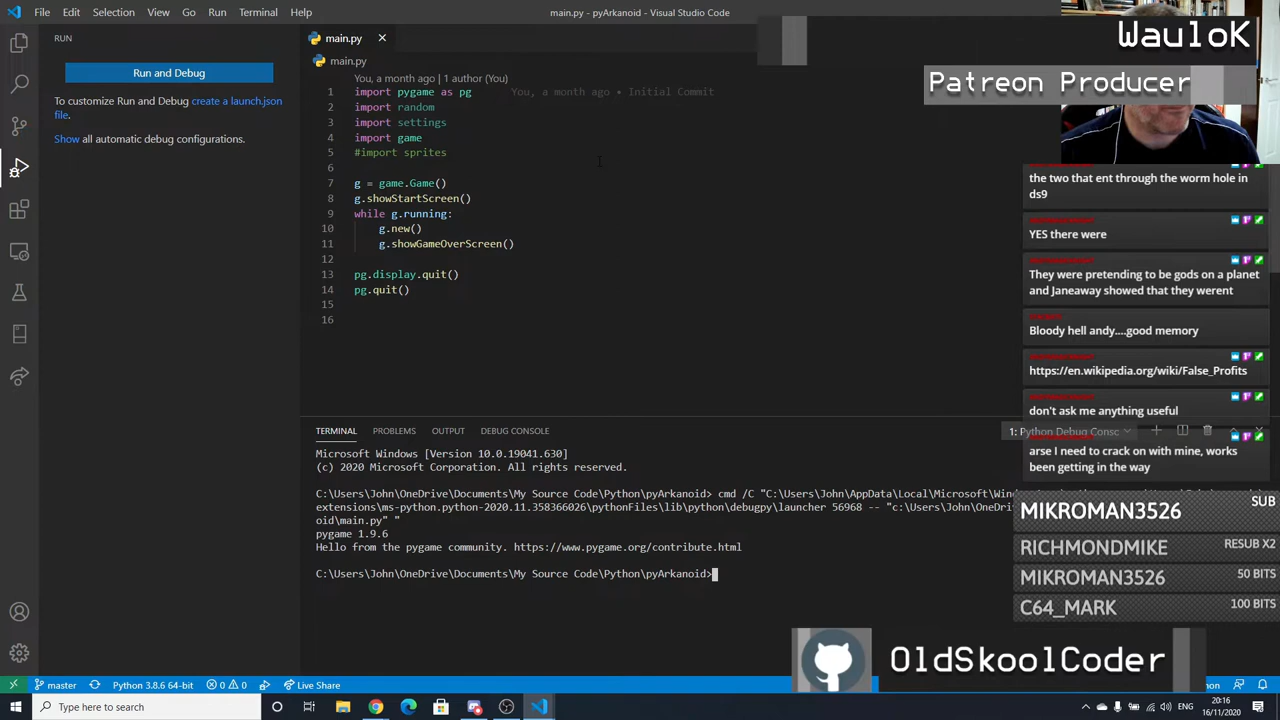 File Edit Selection View Go Run Terminal Help
main.py - pyArkanoid - Visual Studio Code
WauloK
Patreon Producer
RUN
Run and Debug
To customize Run and Debug create a launch.json
file.
Show all automatic debug configurations.
main.py
main.py
You, a month ago | 1 author (You)
1 import pygame as pg You, a month ago • Initial Commit
2 import random
3 import settings
4 import game
5 #import sprites
6
7 g = game.Game()
8 g.showStartScreen()
9 while g.running:
10 g.new()
11 g.showGameOverScreen()
12
13 pg.display.quit()
14 pg.quit()
15
16
the two that ent through the worm hole in
ds9
YES there were
They were pretending to be gods on a planet
and Janeaway showed that they werent
Bloody hell andy....good memory
https://en.wikipedia.org/wiki/False_Profits
don't ask me anything useful
arse I need to crack on with mine, works
been getting in the way
TERMINAL PROBLEMS OUTPUT DEBUG CONSOLE
1: Python Debug Consc
Microsoft Windows [Version 10.0.19041.630]
(c) 2020 Microsoft Corporation. All rights reserved.
C:\Users\John\OneDrive\Documents\My Source Code\Python\pyArkanoid> cmd /C "C:\Users\John\AppData\Local\Microsoft\Wind
extensions\ms-python.python-2020.11.358366026\pythonFiles\lib\python\debugpy\launcher 56968 -- "c:\Users\John\OneDri
oid\main.py" "
pygame 1.9.6
Hello from the pygame community. https://www.pygame.org/contribute.html
C:\Users\John\OneDrive\Documents\My Source Code\Python\pyArkanoid>
MIKROMAN3526 SUB
RICHMONDMIKE RESUB X2
MIKROMAN3526 50 BITS
C64_MARK 100 BITS
OldSkoolCoder
master Python 3.8.6 64-bit 0 0 Live Share
Type here to search
ENG
20:16
16/11/2020